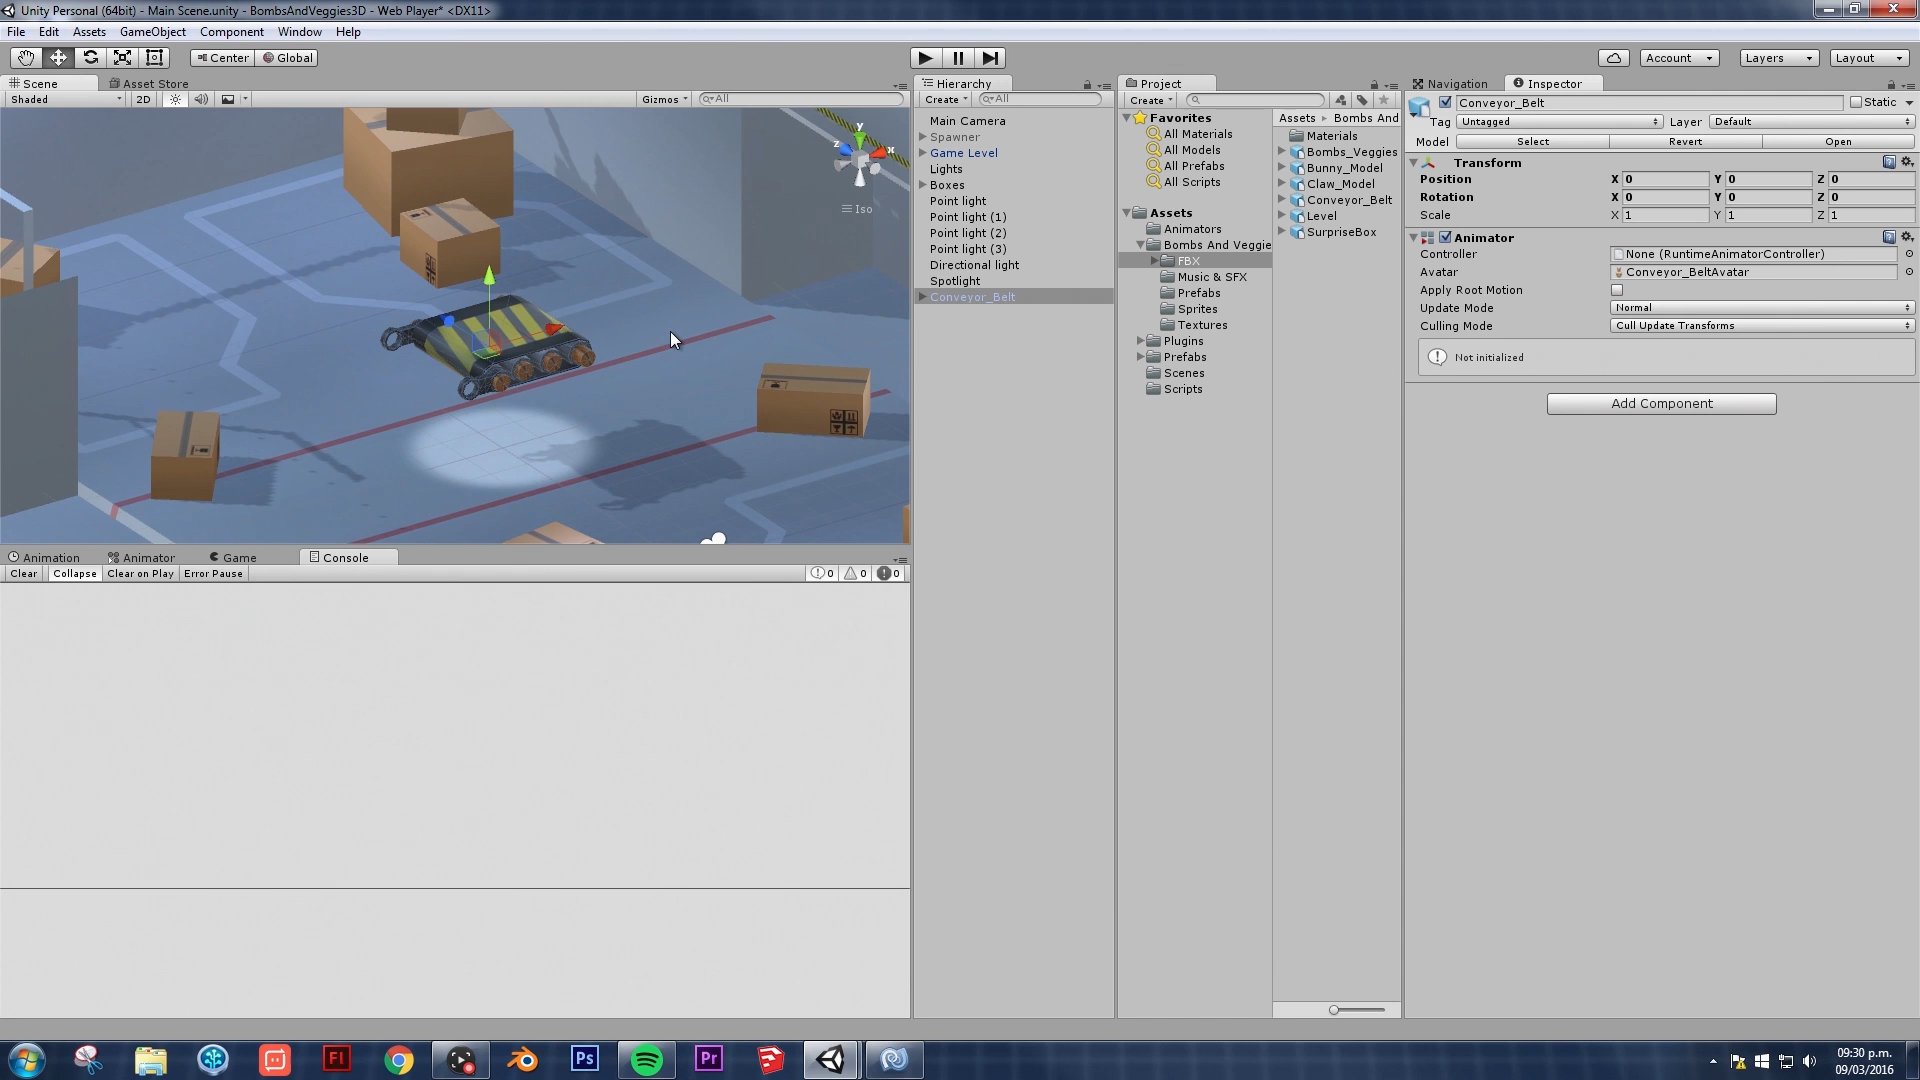 Unity Personal (64bit) - Main Scene.unity - BombsAndVeggies3D - Web Player* <DX11>
File Edit Assets GameObject Component Window Help
Center Global Account Layers Layout
Scene Asset Store
Shaded 2D Gizmos All
y
z x
Iso
Animation Animator Game Console
Clear Collapse Clear on Play Error Pause 0 0 0
Hierarchy
Create All
Main Camera
Spawner
Game Level
Lights
Boxes
Point light
Point light (1)
Point light (2)
Point light (3)
Directional light
Spotlight
Conveyor_Belt
Project
Create
Favorites
All Materials
All Models
All Prefabs
All Scripts
Assets
Animators
Bombs And Veggie
FBX
Music & SFX
Prefabs
Sprites
Textures
Plugins
Prefabs
Scenes
Scripts
Assets Bombs And
Materials
Bombs_Veggies
Bunny_Model
Claw_Model
Conveyor_Belt
Level
SurpriseBox
Navigation Inspector
Conveyor_Belt Static
Tag Untagged Layer Default
Model Select Revert Open
Transform
Position X 0 Y 0 Z 0
Rotation X 0 Y 0 Z 0
Scale X 1 Y 1 Z 1
Animator
Controller None (RuntimeAnimatorController)
Avatar Conveyor_BeltAvatar
Apply Root Motion
Update Mode Normal
Culling Mode Cull Update Transforms
Not initialized
Add Component
Fl Ps Pr
09:30 p.m.
09/03/2016